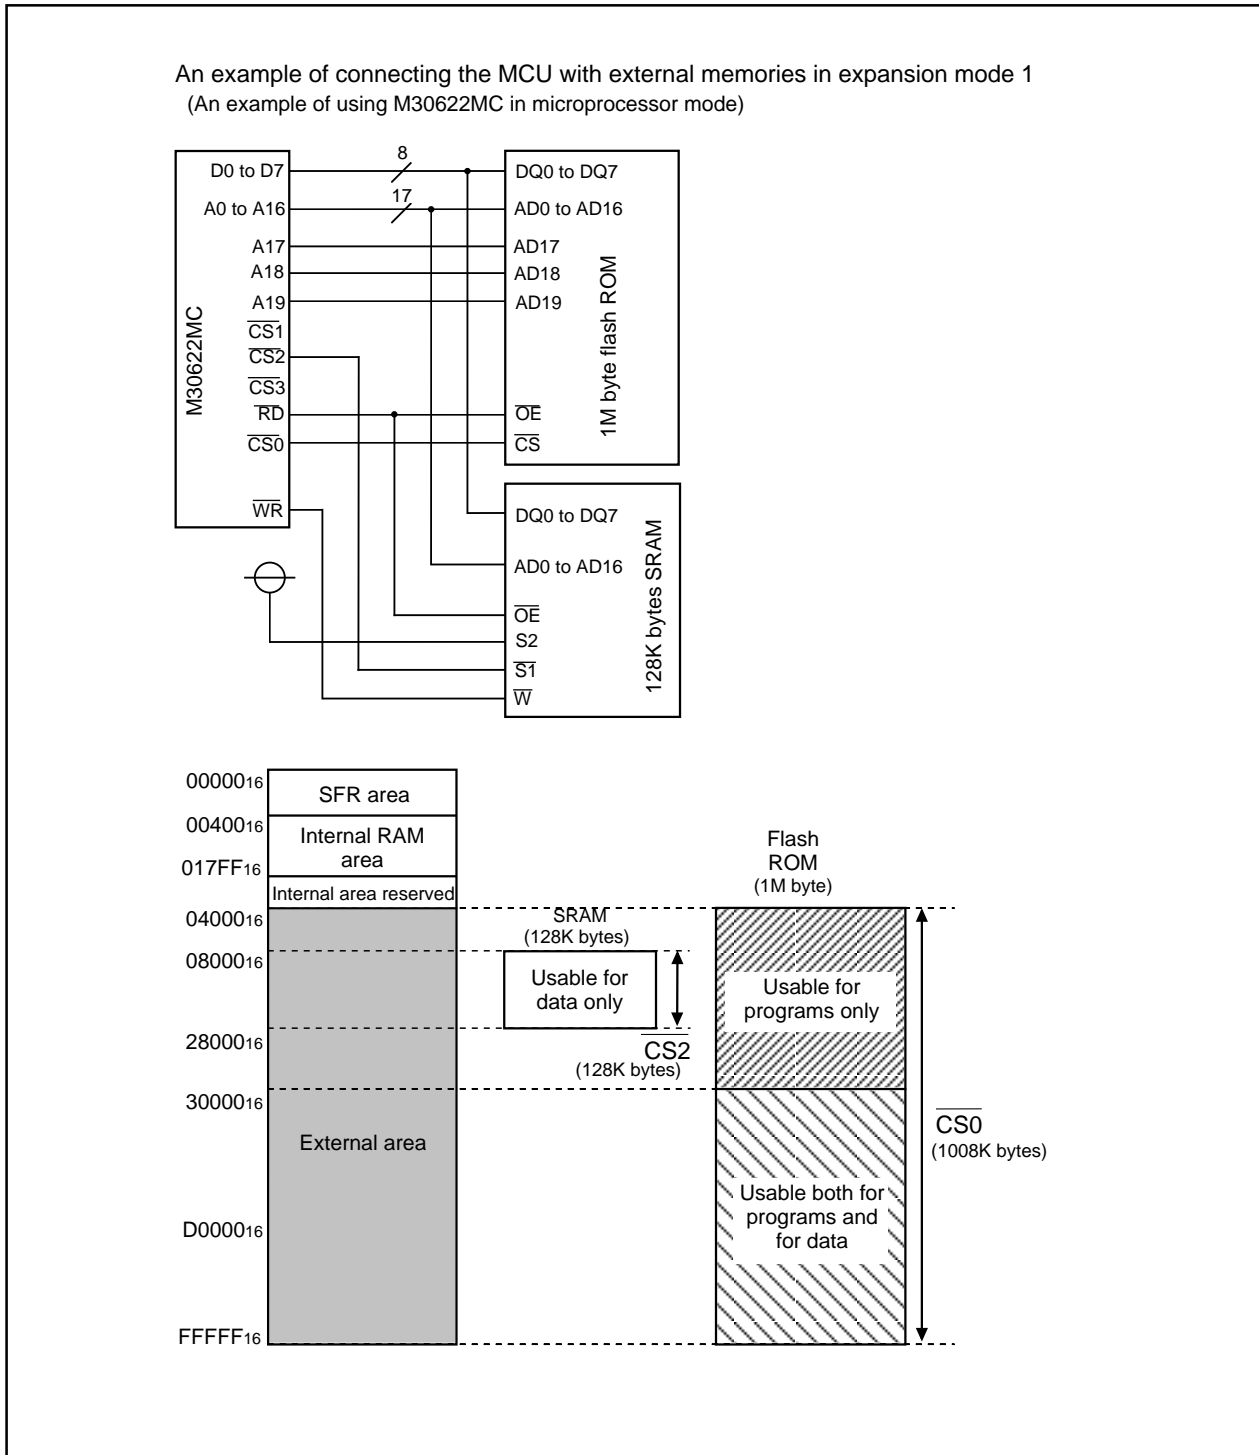 An example of connecting the MCU with external memories in expansion mode 1
(An example of using M30622MC in microprocessor mode)
M30622MC
D0 to D7
A0 to A16
A17
A18
A19
CS1
CS2
CS3
RD
CS0
WR
8
17
DQ0 to DQ7
AD0 to AD16
AD17
AD18
AD19
OE
CS
1M byte flash ROM
DQ0 to DQ7
AD0 to AD16
OE
S2
S1
W
128K bytes SRAM
0000016
0040016
017FF16
0400016
0800016
2800016
3000016
D000016
FFFFF16
SFR area
Internal RAM
area
Internal area reserved
External area
SRAM
(128K bytes)
Usable for
data only
CS2
(128K bytes)
Flash
ROM
(1M byte)
Usable for
programs only
Usable both for
programs and
for data
CS0
(1008K bytes)